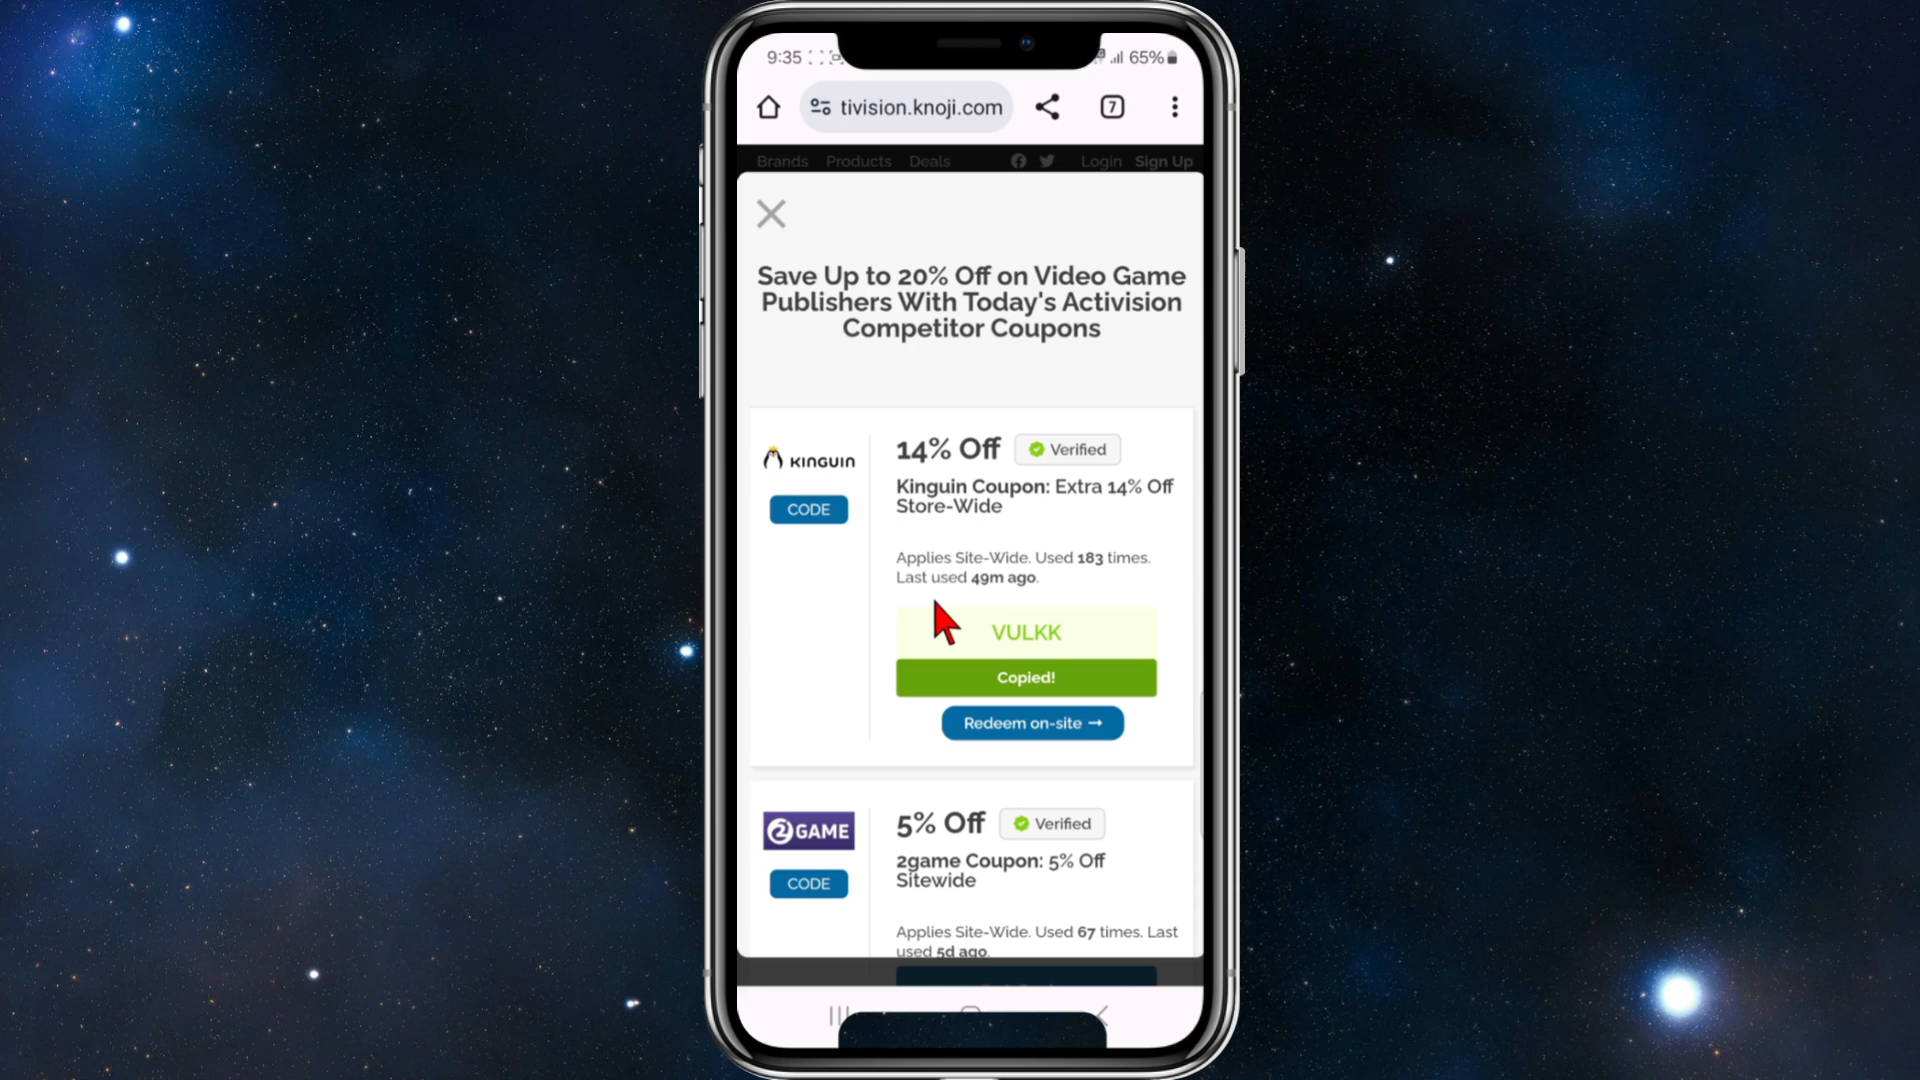 9:35
65%
tivision.knoji.com
7
Brands Products Deals Login Sign Up
Save Up to 20% Off on Video Game
Publishers With Today's Activision
Competitor Coupons
KINGUIN
CODE
14% Off
Verified
Kinguin Coupon: Extra 14% Off
Store-Wide
Applies Site-Wide. Used 183 times.
Last used 49m ago.
VULKK
Copied!
Redeem on-site →
2GAME
CODE
5% Off
Verified
2game Coupon: 5% Off
Sitewide
Applies Site-Wide. Used 67 times. Last
used 5d ago.